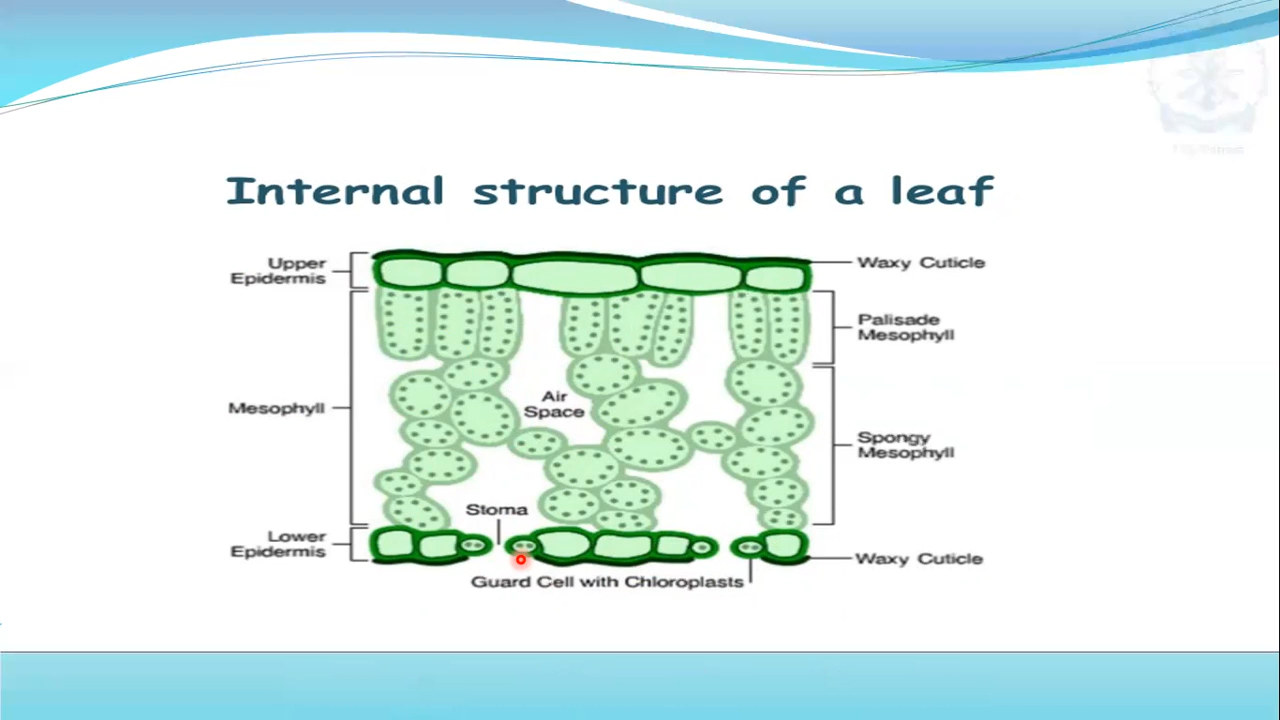 Internal structure of a leaf
Upper
Epidermis
Waxy Cuticle
Palisade
Mesophyll
Mesophyll
Air
Space
Spongy
Mesophyll
Stoma
Lower
Epidermis
Waxy Cuticle
Guard Cell with Chloroplasts